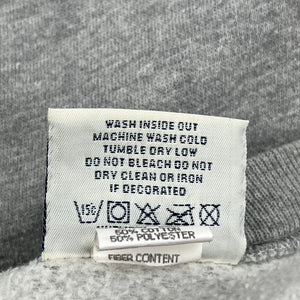 WASH INSIDE OUT
MACHINE WASH COLD
TUMBLE DRY LOW
DO NOT BLEACH DO NOT
DRY CLEAN OR IRON
IF DECORATED
50% COTTON
50% POLYESTER
FIBER CONTENT